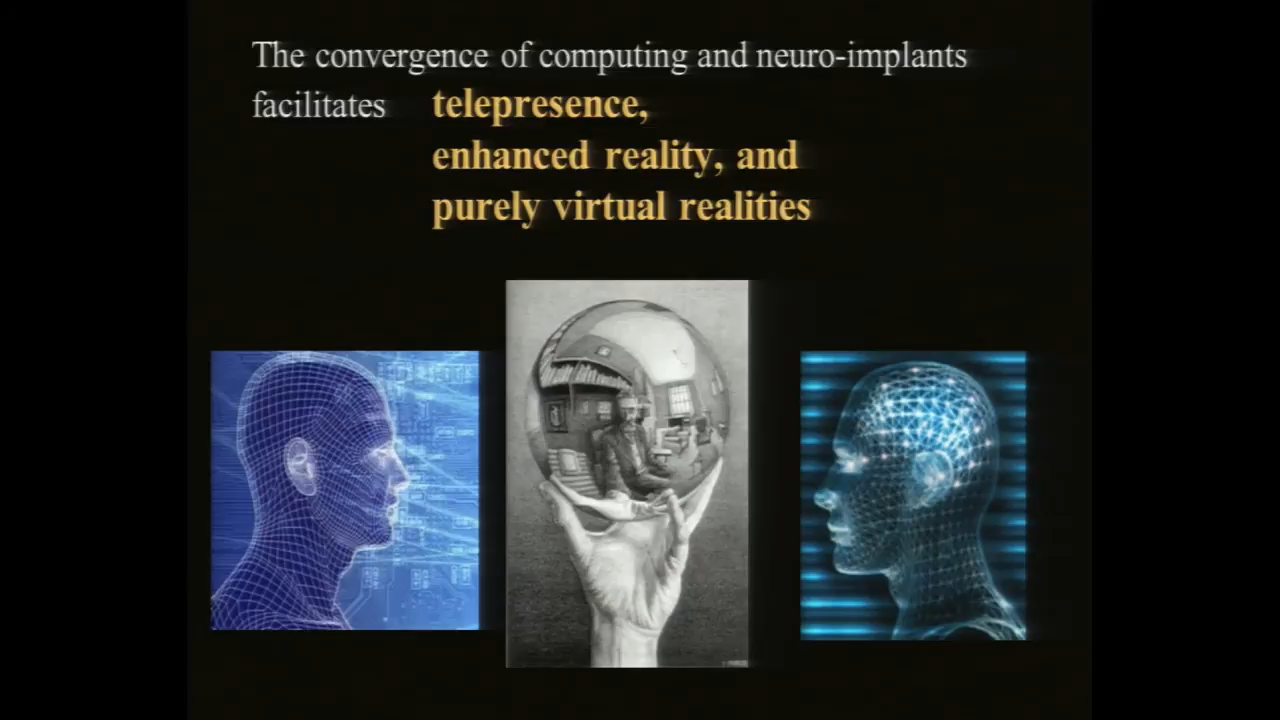 The convergence of computing and neuro-implants
facilitates telepresence,
enhanced reality, and
purely virtual realities